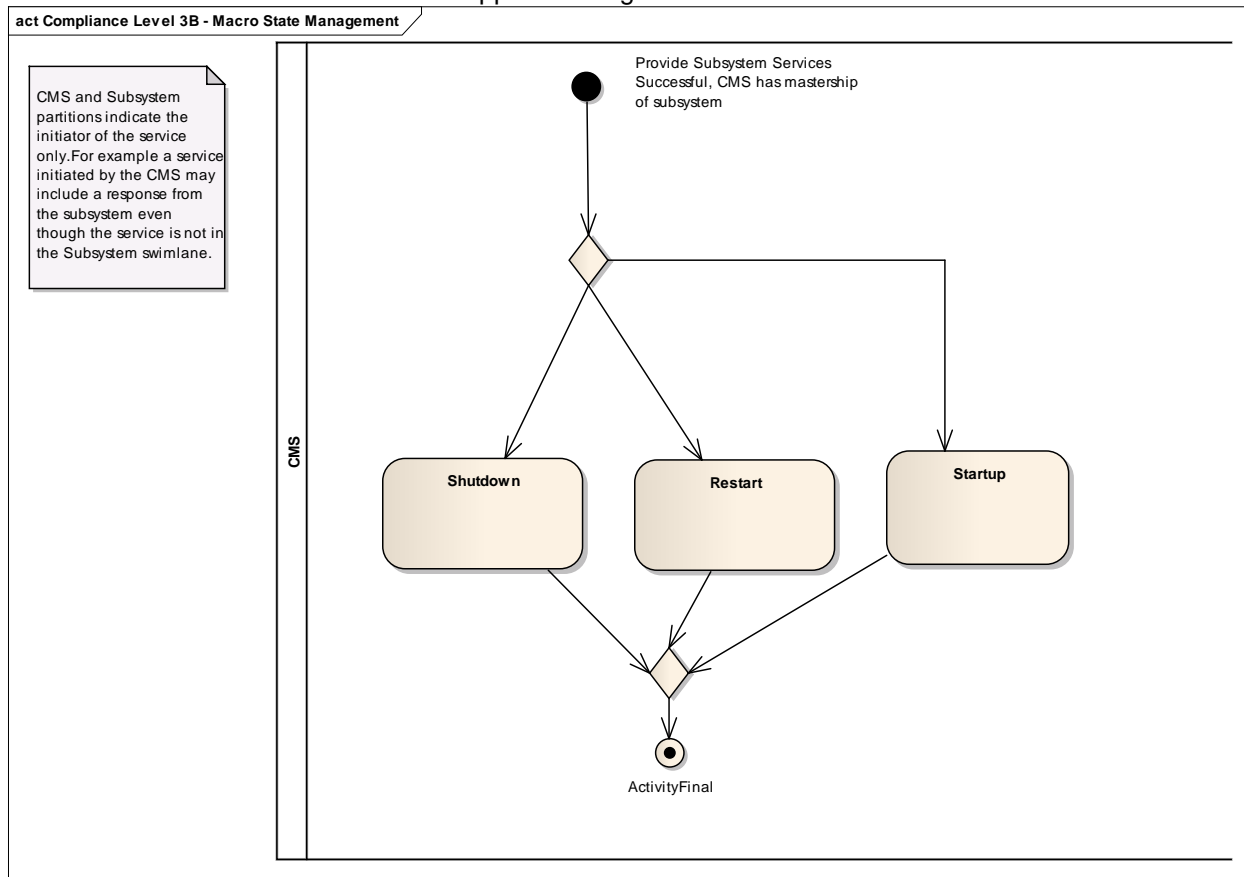 act Compliance Level 3B - Macro State Management
CMS and Subsystem
partitions indicate the
initiator of the service
only.For example a service
initiated by the CMS may
include a response from
the subsystem even
though the service is not in
the Subsystem swimlane.
Provide Subsystem Services
Successful, CMS has mastership
of subsystem
CMS
Shutdown
Restart
Startup
ActivityFinal